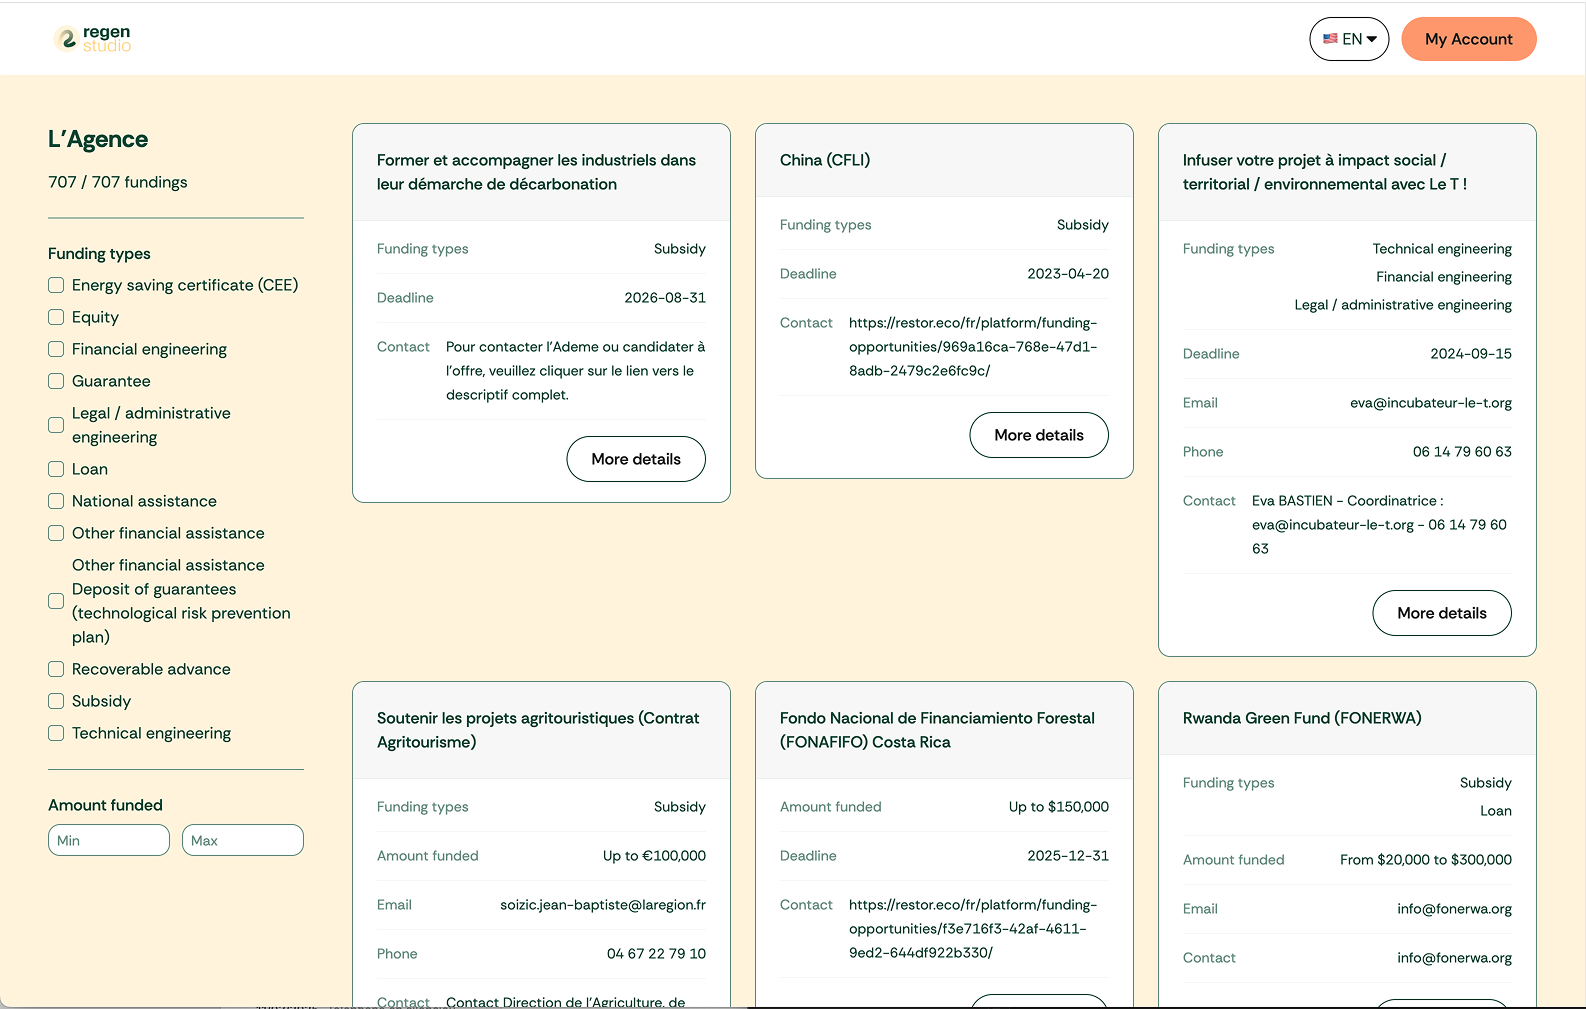 regen
studio
EN
My Account
L'Agence
707 / 707 fundings
Funding types
Energy saving certificate (CEE)
Equity
Financial engineering
Guarantee
Legal / administrative
engineering
Loan
National assistance
Other financial assistance
Other financial assistance
Deposit of guarantees
(technological risk prevention
plan)
Recoverable advance
Subsidy
Technical engineering
Amount funded
Min Max
Former et accompagner les industriels dans
leur démarche de décarbonation
Funding types Subsidy
Deadline 2026-08-31
Contact Pour contacter l'Ademe ou candidater à
l'offre, veuillez cliquer sur le lien vers le
descriptif complet.
More details
China (CFLI)
Funding types Subsidy
Deadline 2023-04-20
Contact https://restor.eco/fr/platform/funding-
opportunities/969a16ca-768e-47d1-
8adb-2479c2e6fc9c/
More details
Infuser votre projet à impact social /
territorial / environnemental avec Le T !
Funding types Technical engineering
Financial engineering
Legal / administrative engineering
Deadline 2024-09-15
Email eva@incubateur-le-t.org
Phone 06 14 79 60 63
Contact Eva BASTIEN - Coordinatrice :
eva@incubateur-le-t.org - 06 14 79 60
63
More details
Soutenir les projets agritouristiques (Contrat
Agritourisme)
Funding types Subsidy
Amount funded Up to €100,000
Email soizic.jean-baptiste@laregion.fr
Phone 04 67 22 79 10
Contact Contact Direction de l'Agriculture, de
Fondo Nacional de Financiamiento Forestal
(FONAFIFO) Costa Rica
Amount funded Up to $150,000
Deadline 2025-12-31
Contact https://restor.eco/fr/platform/funding-
opportunities/f3e716f3-42af-4611-
9ed2-644df922b330/
Rwanda Green Fund (FONERWA)
Funding types Subsidy
Loan
Amount funded From $20,000 to $300,000
Email info@fonerwa.org
Contact info@fonerwa.org